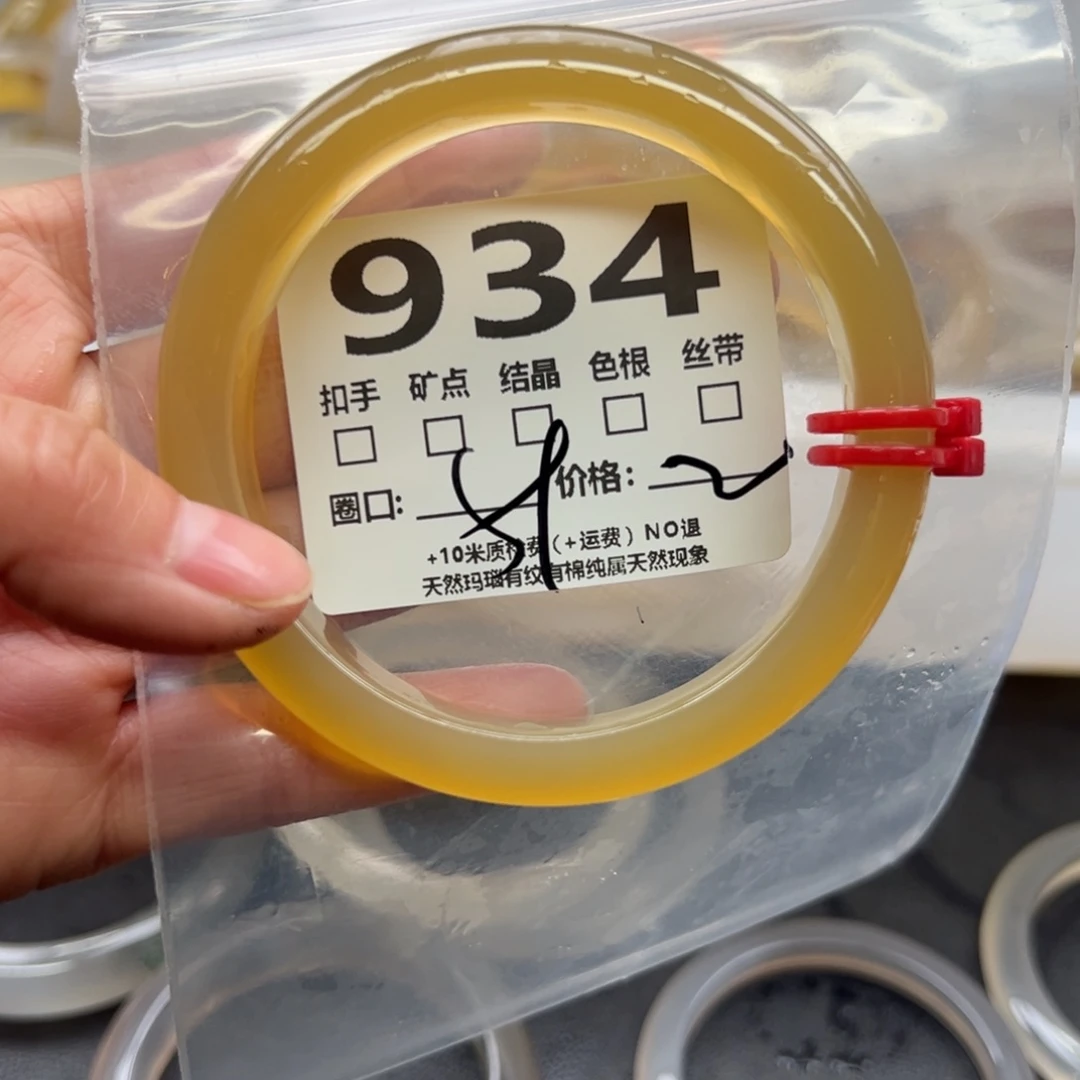 934
扣手 矿点 结晶 色根 丝带
圈口: 价格:
+10米质检费(+运费)NO退
天然玛瑙有纹有棉纯属天然现象